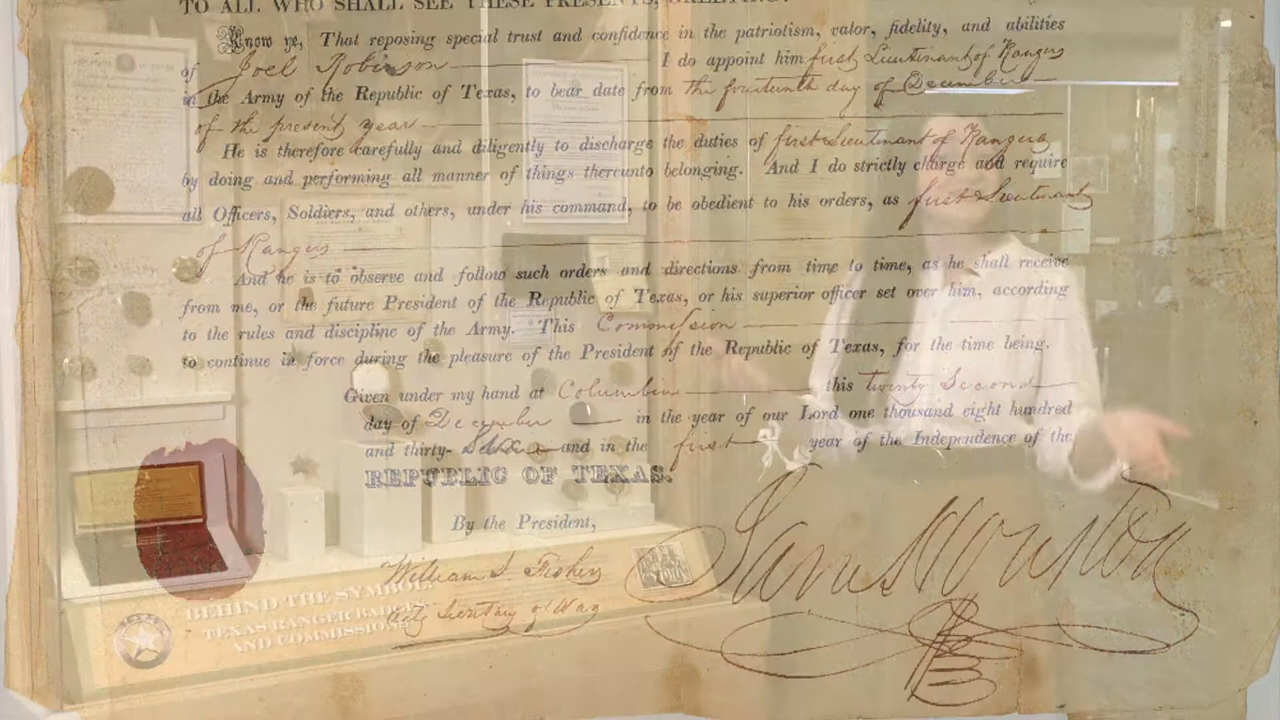 TO ALL WHO SHALL SEE THESE PRESENTS, GREETING:
Know ye, That reposing special trust and confidence in the patriotism, valor, fidelity, and abilities
of Joel Robinson I do appoint him first Lieutenant of Rangers
in the Army of the Republic of Texas, to bear date from the fourteenth day of December
of the present year
He is therefore carefully and diligently to discharge the duties of first Lieutenant of Rangers
by doing and performing all manner of things thereunto belonging. And I do strictly charge and require
all Officers, Soldiers, and others, under his command, to be obedient to his orders, as first Lieutenant
of Rangers
And he is to observe and follow such orders and directions from time to time, as he shall receive
from me, or the future President of the Republic of Texas, or his superior officer set over him, according
to the rules and discipline of the Army. This Commission
to continue in force during the pleasure of the President of the Republic of Texas, for the time being.
Given under my hand at Columbia this twenty Second
day of December in the year of our Lord one thousand eight hundred
and thirty- and in the first year of the Independence of the
REPUBLIC OF TEXAS.
By the President,
William S. Fisher
Secretary of War
Sam Houston
BEHIND THE SYMBOL:
TEXAS RANGER BADGES
AND COMMISSIONS